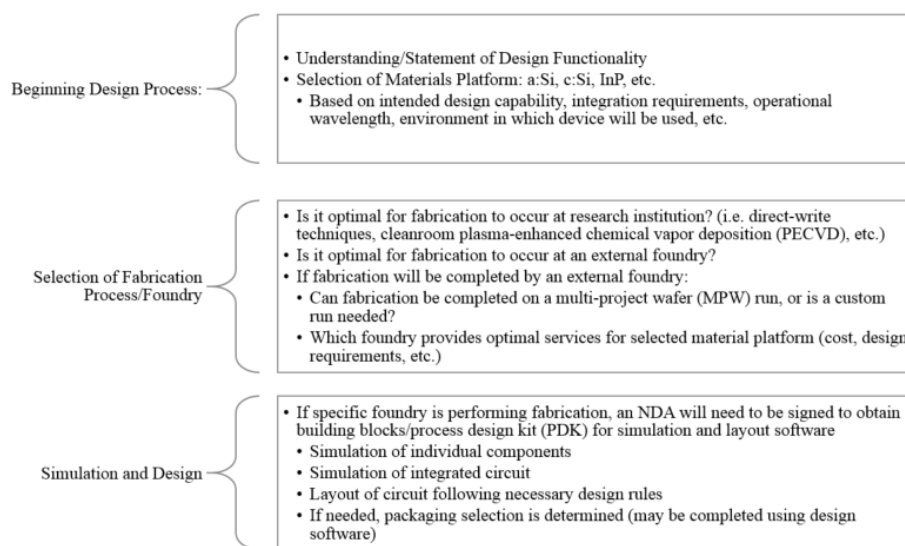 Beginning Design Process:
• Understanding/Statement of Design Functionality
• Selection of Materials Platform: a:Si, c:Si, InP, etc.
• Based on intended design capability, integration requirements, operational
wavelength, environment in which device will be used, etc.
Selection of Fabrication
Process/Foundry
• Is it optimal for fabrication to occur at research institution? (i.e. direct-write
techniques, cleanroom plasma-enhanced chemical vapor deposition (PECVD), etc.)
• Is it optimal for fabrication to occur at an external foundry?
• If fabrication will be completed by an external foundry:
• Can fabrication be completed on a multi-project wafer (MPW) run, or is a custom
run needed?
• Which foundry provides optimal services for selected material platform (cost, design
requirements, etc.)
Simulation and Design
• If specific foundry is performing fabrication, an NDA will need to be signed to obtain
building blocks/process design kit (PDK) for simulation and layout software
• Simulation of individual components
• Simulation of integrated circuit
• Layout of circuit following necessary design rules
• If needed, packaging selection is determined (may be completed using design
software)